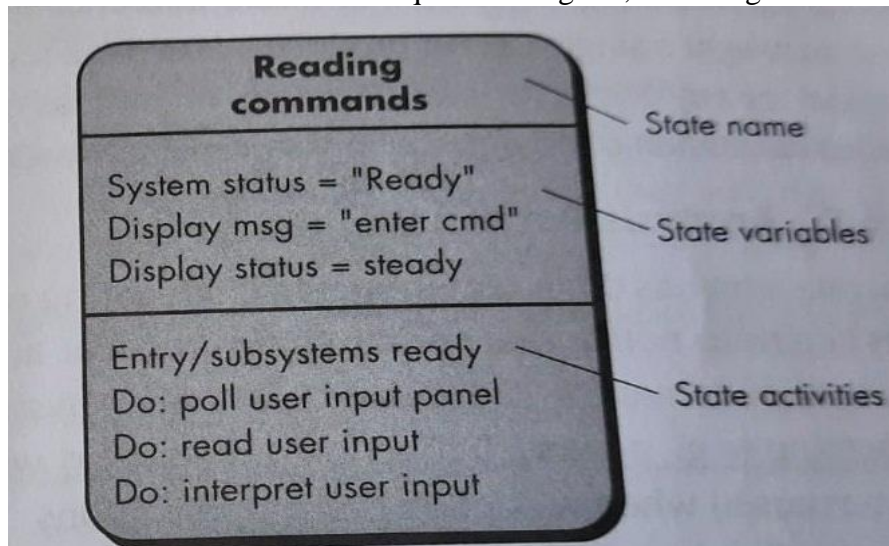 Reading
commands
State name
System status = "Ready"
Display msg = "enter cmd"
Display status = steady
State variables
Entry/subsystems ready
Do: poll user input panel
Do: read user input
Do: interpret user input
State activities